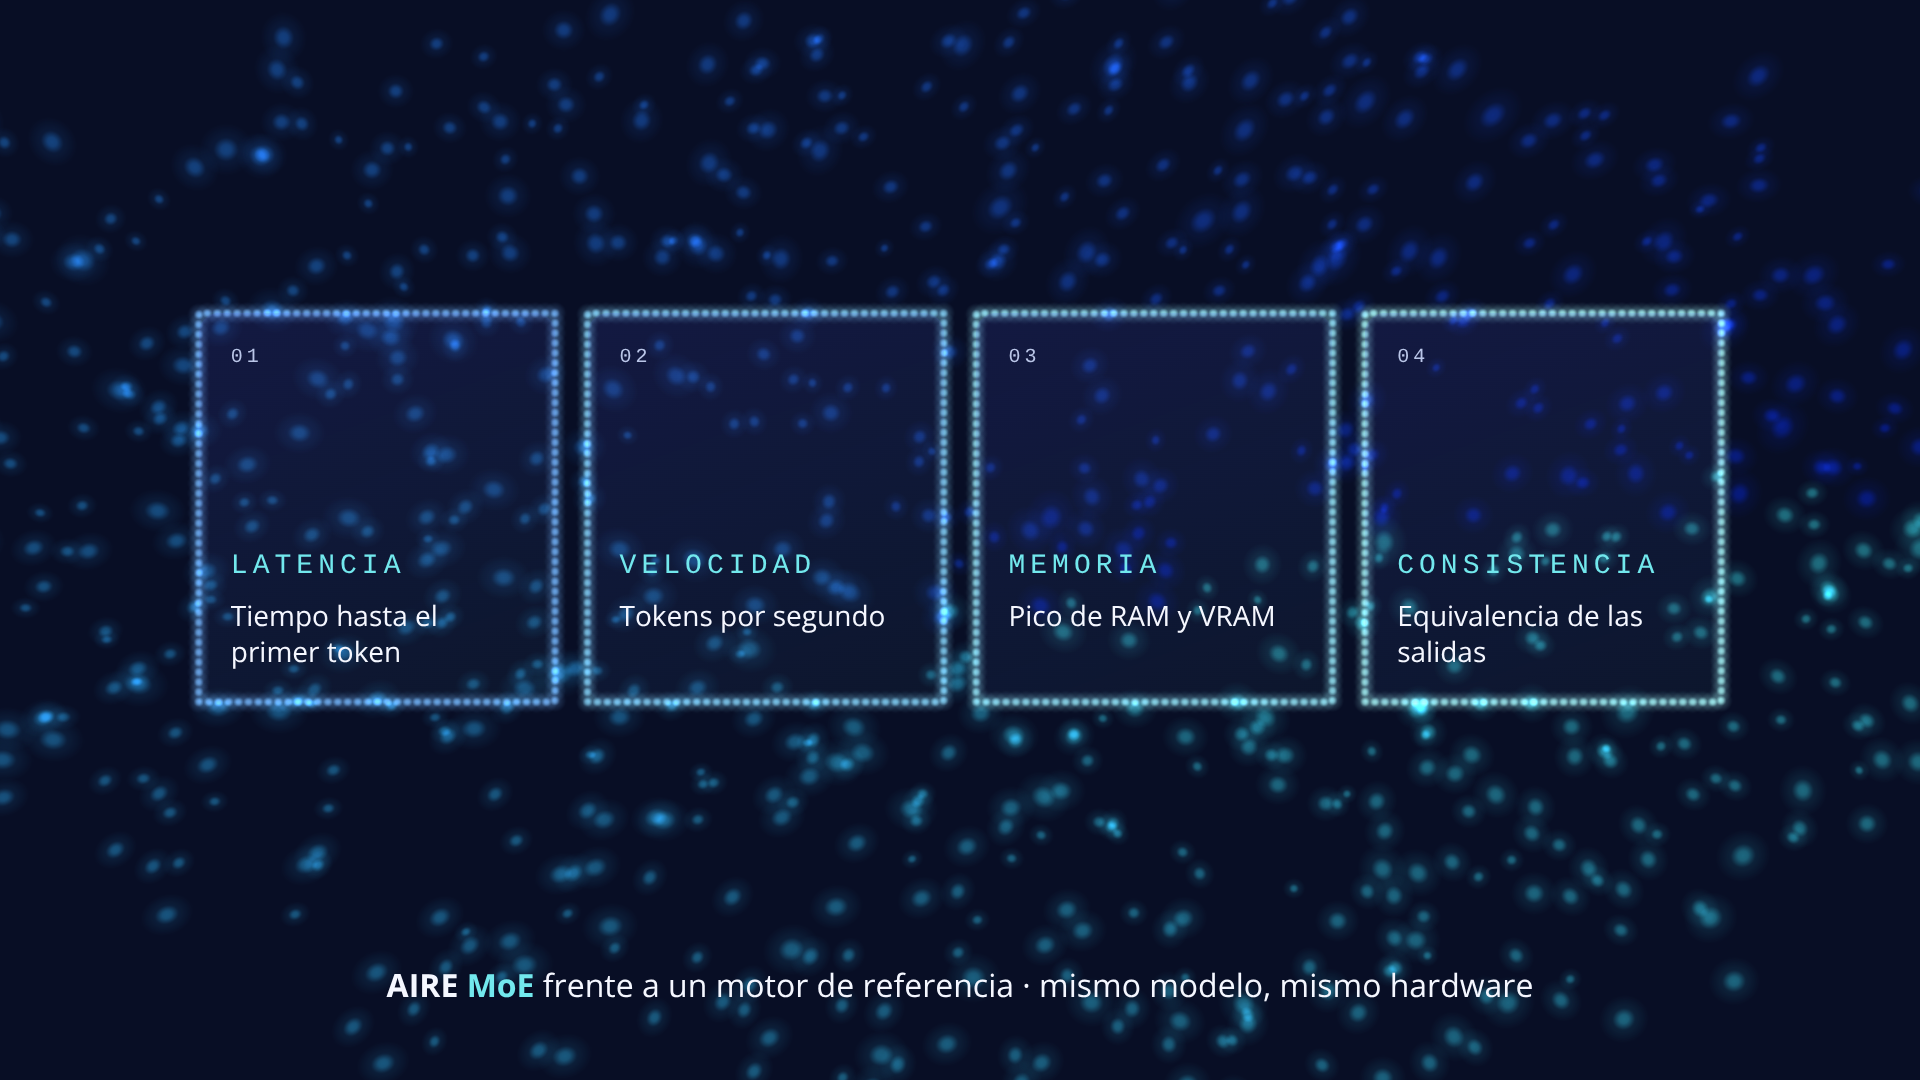 01
LATENCIA
Tiempo hasta el
primer token
02
VELOCIDAD
Tokens por segundo
03
MEMORIA
Pico de RAM y VRAM
04
CONSISTENCIA
Equivalencia de las
salidas
AIRE MoE frente a un motor de referencia · mismo modelo, mismo hardware